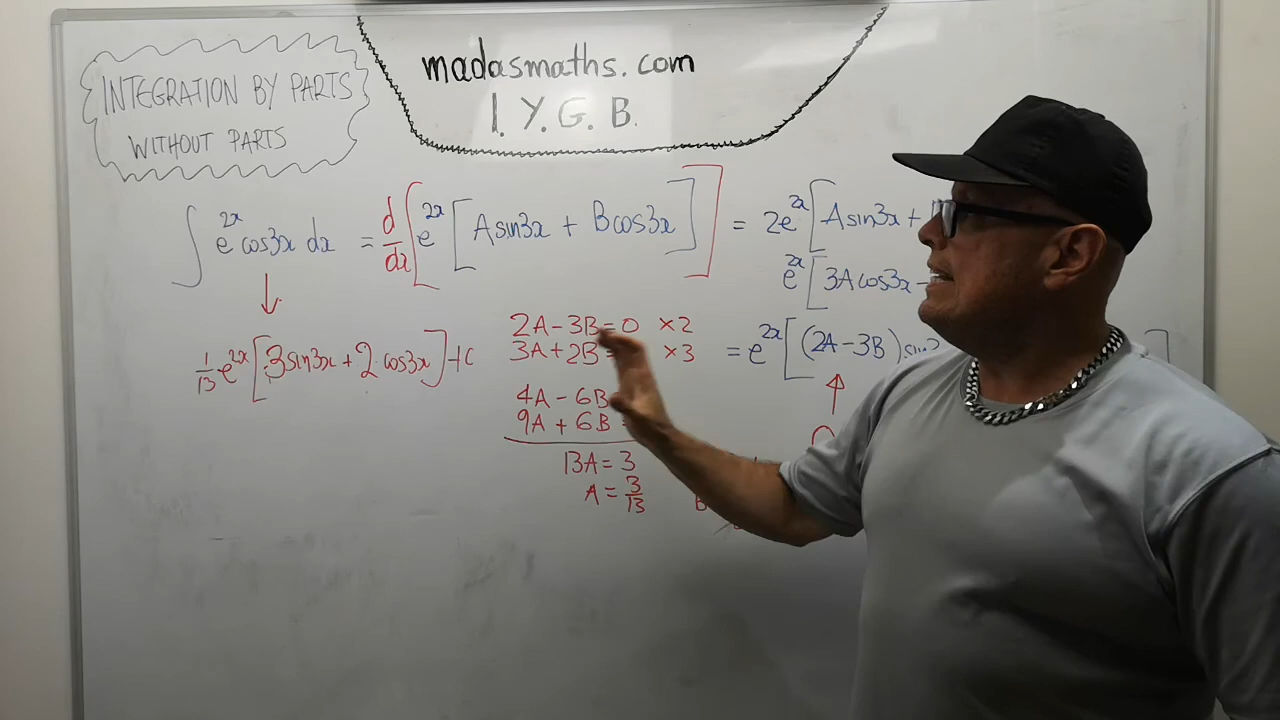 INTEGRATION BY PARTS
WITHOUT PARTS
madasmaths.com
I. Y. G. B.
∫ e^{2x} cos3x dx = d/dx [ e^{2x} [ Asin3x + Bcos3x ] ] = 2e^{2x} [ Asin3x +
e^{2x} [ 3Acos3x -
= e^{2x} [ (2A-3B) sin
↓
1/13 e^{2x} [ 3sin3x + 2cos3x ] + C
2A - 3B = 0 ×2
3A + 2B = ×3
4A - 6B
9A + 6B =
13A = 3
A = 3/13
↑
B